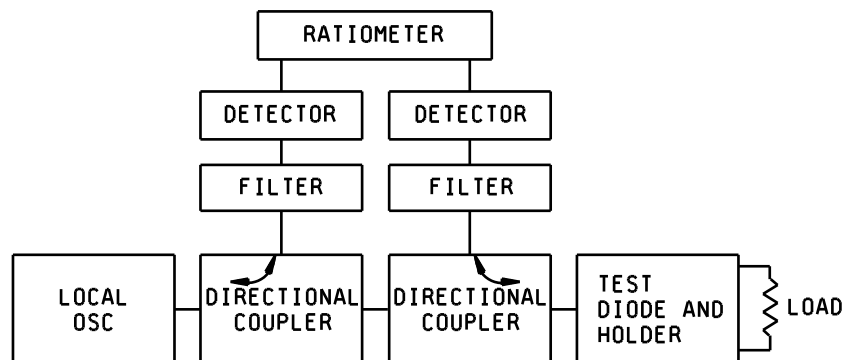 RATIOMETER
DETECTOR
DETECTOR
FILTER
FILTER
LOCAL
OSC
DIRECTIONAL
COUPLER
DIRECTIONAL
COUPLER
TEST
DIODE AND
HOLDER
LOAD